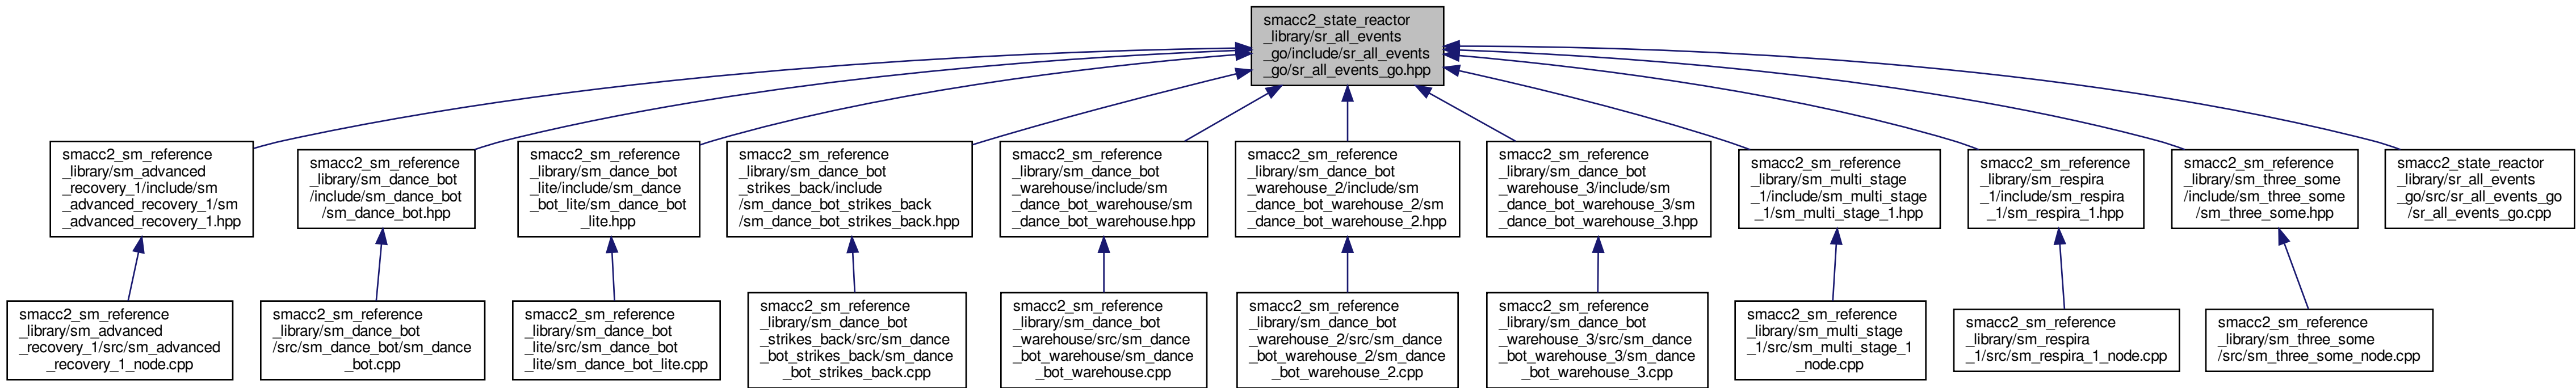 smacc2_state_reactor
_library/sr_all_events
_go/include/sr_all_events
_go/sr_all_events_go.hpp
smacc2_sm_reference
_library/sm_advanced
_recovery_1/include/sm
_advanced_recovery_1/sm
_advanced_recovery_1.hpp
smacc2_sm_reference
_library/sm_dance_bot
/include/sm_dance_bot
/sm_dance_bot.hpp
smacc2_sm_reference
_library/sm_dance_bot
_lite/include/sm_dance
_bot_lite/sm_dance_bot
_lite.hpp
smacc2_sm_reference
_library/sm_dance_bot
_strikes_back/include
/sm_dance_bot_strikes_back
/sm_dance_bot_strikes_back.hpp
smacc2_sm_reference
_library/sm_dance_bot
_warehouse/include/sm
_dance_bot_warehouse/sm
_dance_bot_warehouse.hpp
smacc2_sm_reference
_library/sm_dance_bot
_warehouse_2/include/sm
_dance_bot_warehouse_2/sm
_dance_bot_warehouse_2.hpp
smacc2_sm_reference
_library/sm_dance_bot
_warehouse_3/include/sm
_dance_bot_warehouse_3/sm
_dance_bot_warehouse_3.hpp
smacc2_sm_reference
_library/sm_multi_stage
_1/include/sm_multi_stage
_1/sm_multi_stage_1.hpp
smacc2_sm_reference
_library/sm_respira
_1/include/sm_respira
_1/sm_respira_1.hpp
smacc2_sm_reference
_library/sm_three_some
/include/sm_three_some
/sm_three_some.hpp
smacc2_state_reactor
_library/sr_all_events
_go/src/sr_all_events_go
/sr_all_events_go.cpp
smacc2_sm_reference
_library/sm_advanced
_recovery_1/src/sm_advanced
_recovery_1_node.cpp
smacc2_sm_reference
_library/sm_dance_bot
/src/sm_dance_bot/sm_dance
_bot.cpp
smacc2_sm_reference
_library/sm_dance_bot
_lite/src/sm_dance_bot
_lite/sm_dance_bot_lite.cpp
smacc2_sm_reference
_library/sm_dance_bot
_strikes_back/src/sm_dance
_bot_strikes_back/sm_dance
_bot_strikes_back.cpp
smacc2_sm_reference
_library/sm_dance_bot
_warehouse/src/sm_dance
_bot_warehouse/sm_dance
_bot_warehouse.cpp
smacc2_sm_reference
_library/sm_dance_bot
_warehouse_2/src/sm_dance
_bot_warehouse_2/sm_dance
_bot_warehouse_2.cpp
smacc2_sm_reference
_library/sm_dance_bot
_warehouse_3/src/sm_dance
_bot_warehouse_3/sm_dance
_bot_warehouse_3.cpp
smacc2_sm_reference
_library/sm_multi_stage
_1/src/sm_multi_stage_1
_node.cpp
smacc2_sm_reference
_library/sm_respira
_1/src/sm_respira_1_node.cpp
smacc2_sm_reference
_library/sm_three_some
/src/sm_three_some_node.cpp